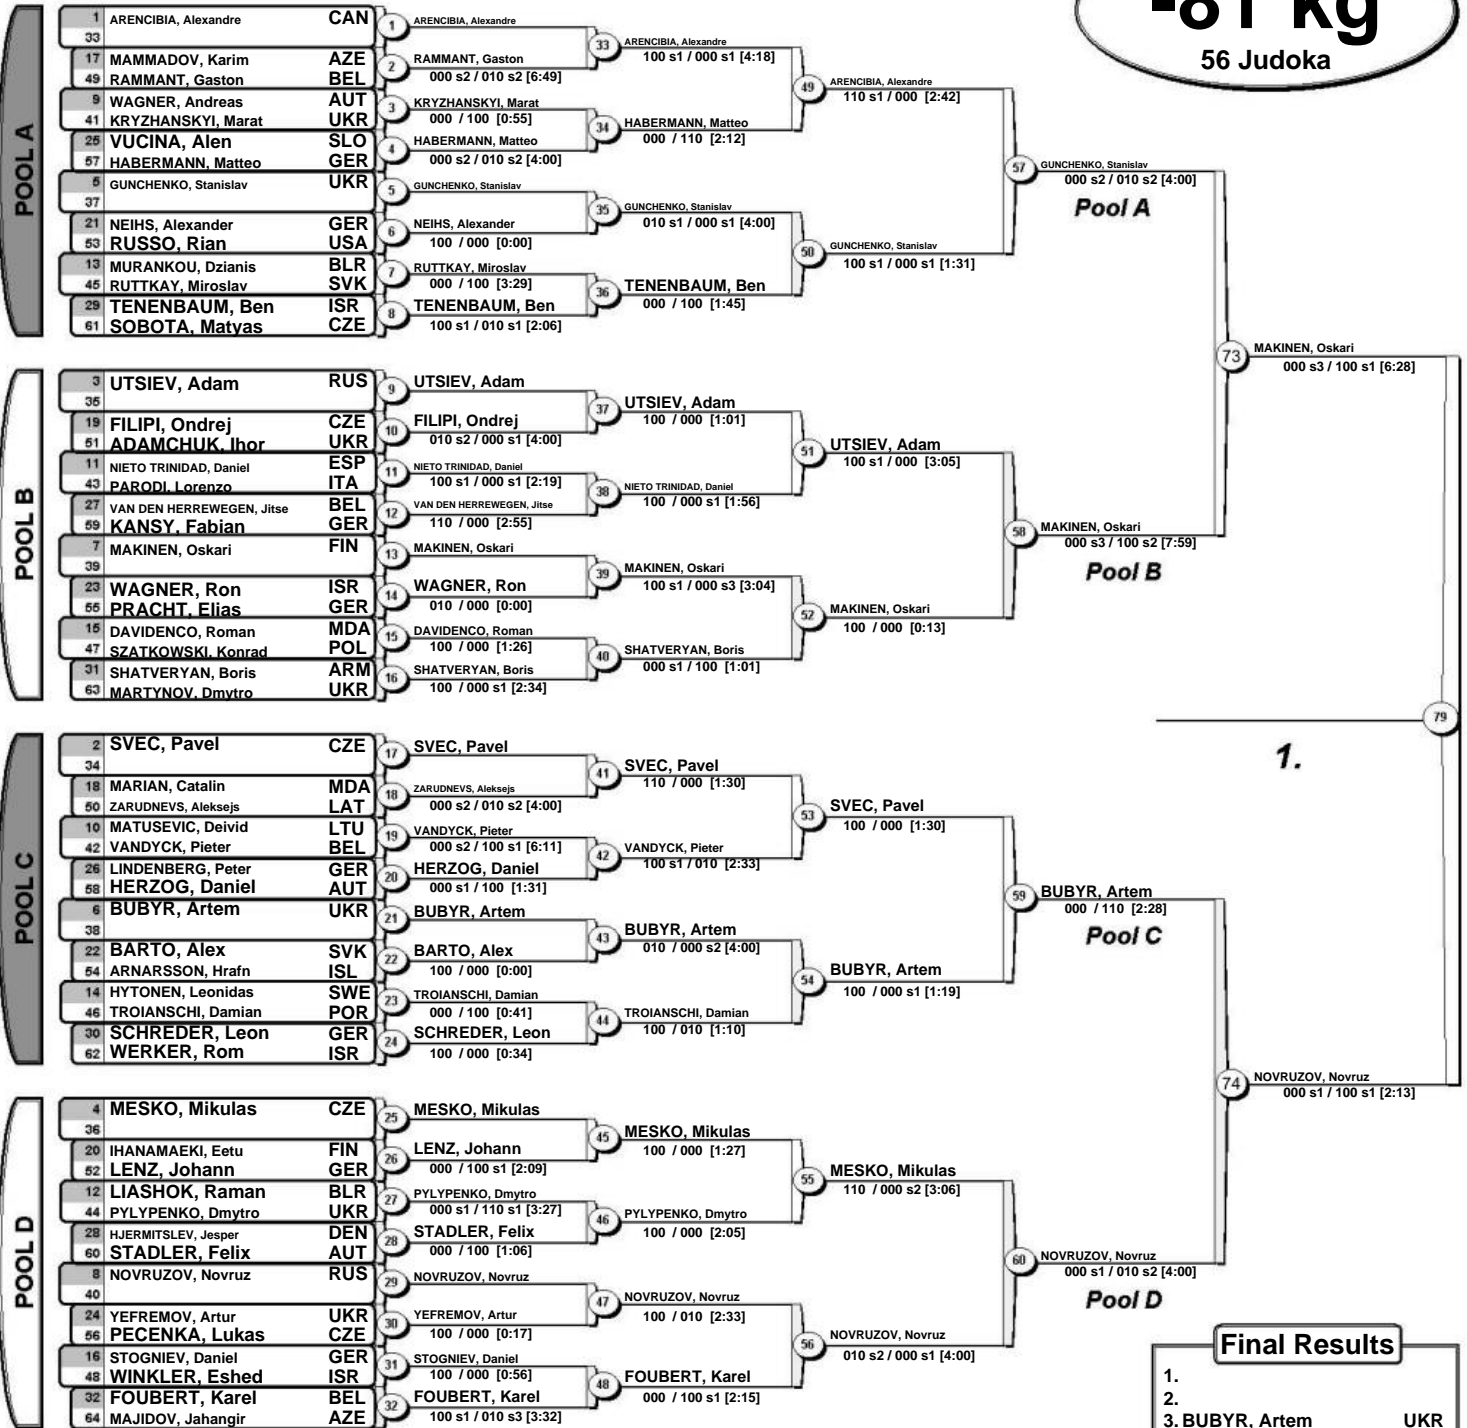 -81 kg
56 Judoka
POOL A
1 ARENCIBIA, Alexandre CAN
33
17 MAMMADOV, Karim AZE
49 RAMMANT, Gaston BEL
9 WAGNER, Andreas AUT
41 KRYZHANSKYI, Marat UKR
25 VUCINA, Alen SLO
57 HABERMANN, Matteo GER
5 GUNCHENKO, Stanislav UKR
37
21 NEIHS, Alexander GER
53 RUSSO, Rian USA
13 MURANKOU, Dzianis BLR
45 RUTTKAY, Miroslav SVK
29 TENENBAUM, Ben ISR
61 SOBOTA, Matyas CZE
1 ARENCIBIA, Alexandre
2 RAMMANT, Gaston
000 s2 / 010 s2 [6:49]
3 KRYZHANSKYI, Marat
000 / 100 [0:55]
4 HABERMANN, Matteo
000 s2 / 010 s2 [4:00]
5 GUNCHENKO, Stanislav
6 NEIHS, Alexander
100 / 000 [0:00]
7 RUTTKAY, Miroslav
000 / 100 [3:29]
8 TENENBAUM, Ben
100 s1 / 010 s1 [2:06]
33 ARENCIBIA, Alexandre
100 s1 / 000 s1 [4:18]
34 HABERMANN, Matteo
000 / 110 [2:12]
35 GUNCHENKO, Stanislav
010 s1 / 000 s1 [4:00]
36 TENENBAUM, Ben
000 / 100 [1:45]
49 ARENCIBIA, Alexandre
110 s1 / 000 [2:42]
50 GUNCHENKO, Stanislav
100 s1 / 000 s1 [1:31]
57 GUNCHENKO, Stanislav
000 s2 / 010 s2 [4:00]
Pool A
POOL B
3 UTSIEV, Adam RUS
35
19 FILIPI, Ondrej CZE
51 ADAMCHUK, Ihor UKR
11 NIETO TRINIDAD, Daniel ESP
43 PARODI, Lorenzo ITA
27 VAN DEN HERREWEGEN, Jitse BEL
59 KANSY, Fabian GER
7 MAKINEN, Oskari FIN
39
23 WAGNER, Ron ISR
55 PRACHT, Elias GER
15 DAVIDENCO, Roman MDA
47 SZATKOWSKI, Konrad POL
31 SHATVERYAN, Boris ARM
63 MARTYNOV, Dmytro UKR
9 UTSIEV, Adam
10 FILIPI, Ondrej
010 s2 / 000 s1 [4:00]
11 NIETO TRINIDAD, Daniel
100 s1 / 000 s1 [2:19]
12 VAN DEN HERREWEGEN, Jitse
110 / 000 [2:55]
13 MAKINEN, Oskari
14 WAGNER, Ron
010 / 000 [0:00]
15 DAVIDENCO, Roman
100 / 000 [1:26]
16 SHATVERYAN, Boris
100 / 000 s1 [2:34]
37 UTSIEV, Adam
100 / 000 [1:01]
38 NIETO TRINIDAD, Daniel
100 / 000 s1 [1:56]
39 MAKINEN, Oskari
100 s1 / 000 s3 [3:04]
40 SHATVERYAN, Boris
000 s1 / 100 [1:01]
51 UTSIEV, Adam
100 s1 / 000 [3:05]
52 MAKINEN, Oskari
100 / 000 [0:13]
58 MAKINEN, Oskari
000 s3 / 100 s2 [7:59]
Pool B
73 MAKINEN, Oskari
000 s3 / 100 s1 [6:28]
79
1.
POOL C
2 SVEC, Pavel CZE
34
18 MARIAN, Catalin MDA
50 ZARUDNEVS, Aleksejs LAT
10 MATUSEVIC, Deivid LTU
42 VANDYCK, Pieter BEL
26 LINDENBERG, Peter GER
58 HERZOG, Daniel AUT
6 BUBYR, Artem UKR
38
22 BARTO, Alex SVK
54 ARNARSSON, Hrafn ISL
14 HYTONEN, Leonidas SWE
46 TROIANSCHI, Damian POR
30 SCHREDER, Leon GER
62 WERKER, Rom ISR
17 SVEC, Pavel
18 ZARUDNEVS, Aleksejs
000 s2 / 010 s2 [4:00]
19 VANDYCK, Pieter
000 s2 / 100 s1 [6:11]
20 HERZOG, Daniel
000 s1 / 100 [1:31]
21 BUBYR, Artem
22 BARTO, Alex
100 / 000 [0:00]
23 TROIANSCHI, Damian
000 / 100 [0:41]
24 SCHREDER, Leon
100 / 000 [0:34]
41 SVEC, Pavel
110 / 000 [1:30]
42 VANDYCK, Pieter
100 s1 / 010 [2:33]
43 BUBYR, Artem
010 / 000 s2 [4:00]
44 TROIANSCHI, Damian
100 / 010 [1:10]
53 SVEC, Pavel
100 / 000 [1:30]
54 BUBYR, Artem
100 / 000 s1 [1:19]
59 BUBYR, Artem
000 / 110 [2:28]
Pool C
74 NOVRUZOV, Novruz
000 s1 / 100 s1 [2:13]
POOL D
4 MESKO, Mikulas CZE
36
20 IHANAMAEKI, Eetu FIN
52 LENZ, Johann GER
12 LIASHOK, Raman BLR
44 PYLYPENKO, Dmytro UKR
28 HJERMITSLEV, Jesper DEN
60 STADLER, Felix AUT
8 NOVRUZOV, Novruz RUS
40
24 YEFREMOV, Artur UKR
56 PECENKA, Lukas CZE
16 STOGNIEV, Daniel GER
48 WINKLER, Eshed ISR
32 FOUBERT, Karel BEL
64 MAJIDOV, Jahangir AZE
25 MESKO, Mikulas
26 LENZ, Johann
000 / 100 s1 [2:09]
27 PYLYPENKO, Dmytro
000 s1 / 110 s1 [3:27]
28 STADLER, Felix
000 / 100 [1:06]
29 NOVRUZOV, Novruz
30 YEFREMOV, Artur
100 / 000 [0:17]
31 STOGNIEV, Daniel
100 / 000 [0:56]
32 FOUBERT, Karel
100 s1 / 010 s3 [3:32]
45 MESKO, Mikulas
100 / 000 [1:27]
46 PYLYPENKO, Dmytro
100 / 000 [2:05]
47 NOVRUZOV, Novruz
100 / 010 [2:33]
48 FOUBERT, Karel
000 / 100 s1 [2:15]
55 MESKO, Mikulas
110 / 000 s2 [3:06]
56 NOVRUZOV, Novruz
010 s2 / 000 s1 [4:00]
60 NOVRUZOV, Novruz
000 s1 / 010 s2 [4:00]
Pool D
Final Results
1.
2.
3. BUBYR, Artem UKR